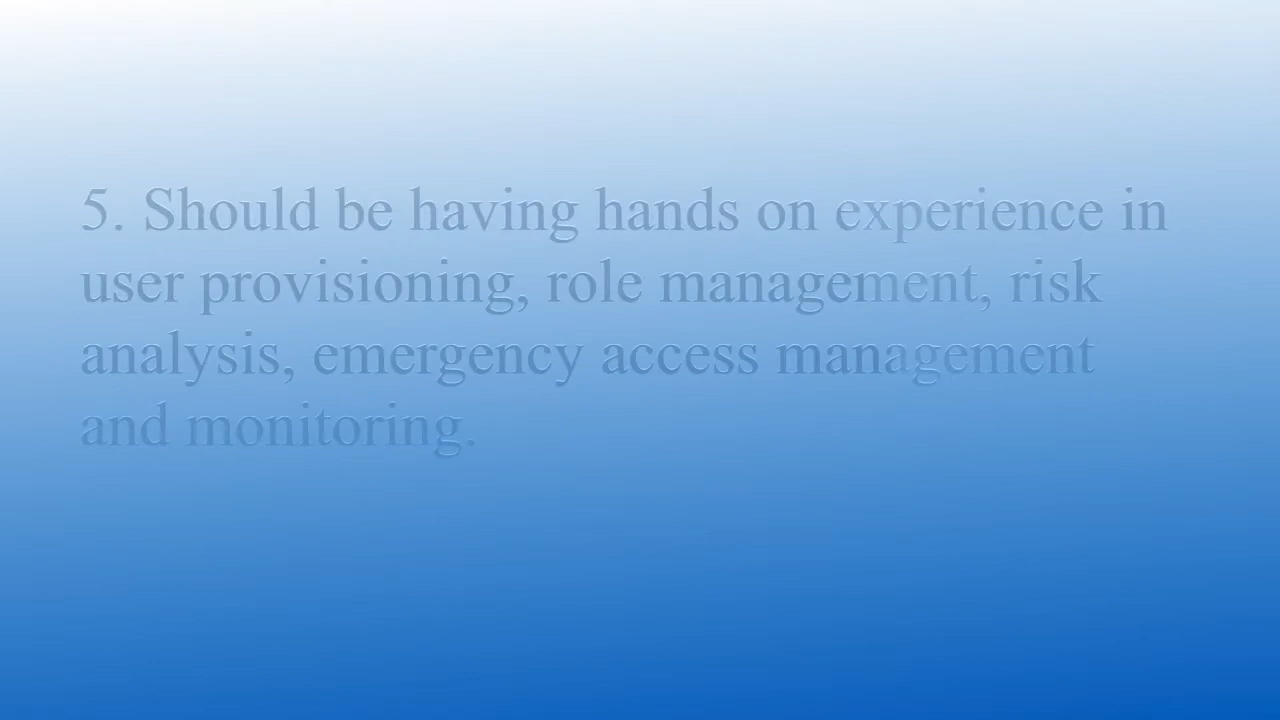 5. Should be having hands on experience in
user provisioning, role management, risk
analysis, emergency access management
and monitoring.